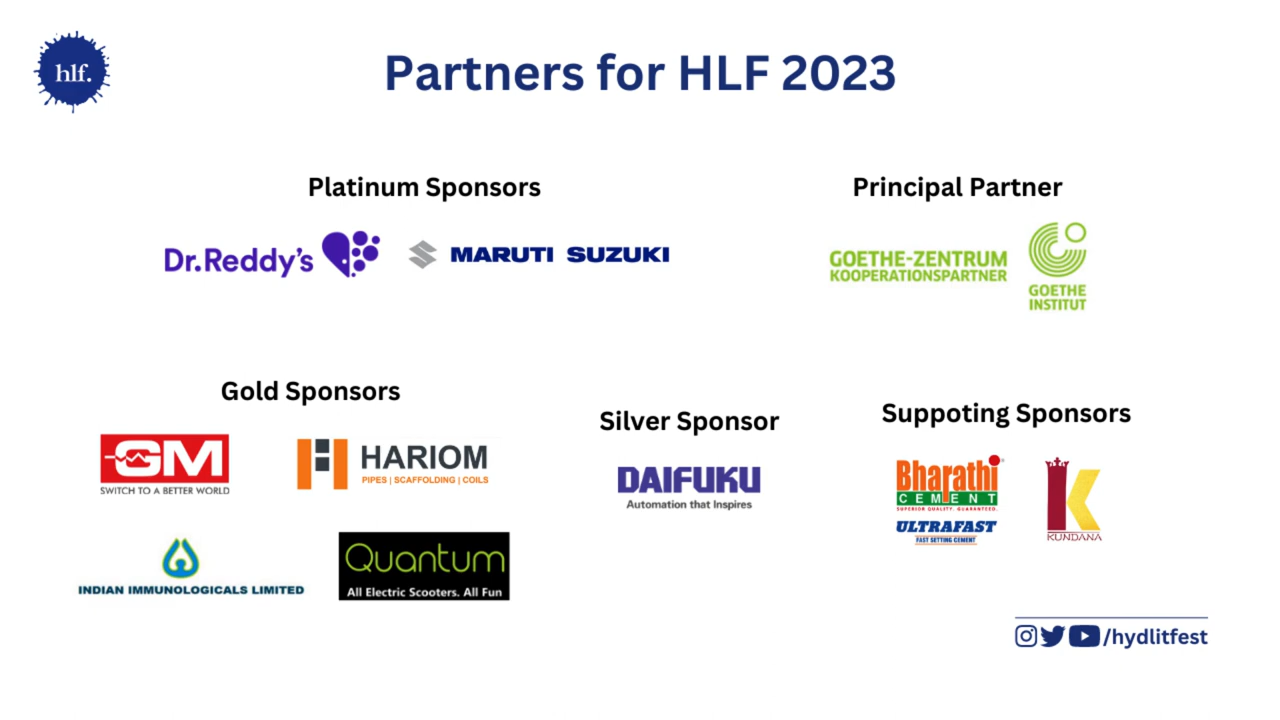 hlf.
Partners for HLF 2023
Platinum Sponsors
Dr.Reddy's
MARUTI SUZUKI
Principal Partner
GOETHE-ZENTRUM
KOOPERATIONSPARTNER
GOETHE
INSTITUT
Gold Sponsors
GM
SWITCH TO A BETTER WORLD
HARIOM
PIPES | SCAFFOLDING | COILS
INDIAN IMMUNOLOGICALS LIMITED
Quantum
All Electric Scooters. All Fun
Silver Sponsor
DAIFUKU
Automation that Inspires
Suppoting Sponsors
Bharathi
CEMENT
SUPERIOR QUALITY. GUARANTEED.
ULTRAFAST
FAST SETTING CEMENT
K
KUNDANA
/hydlitfest